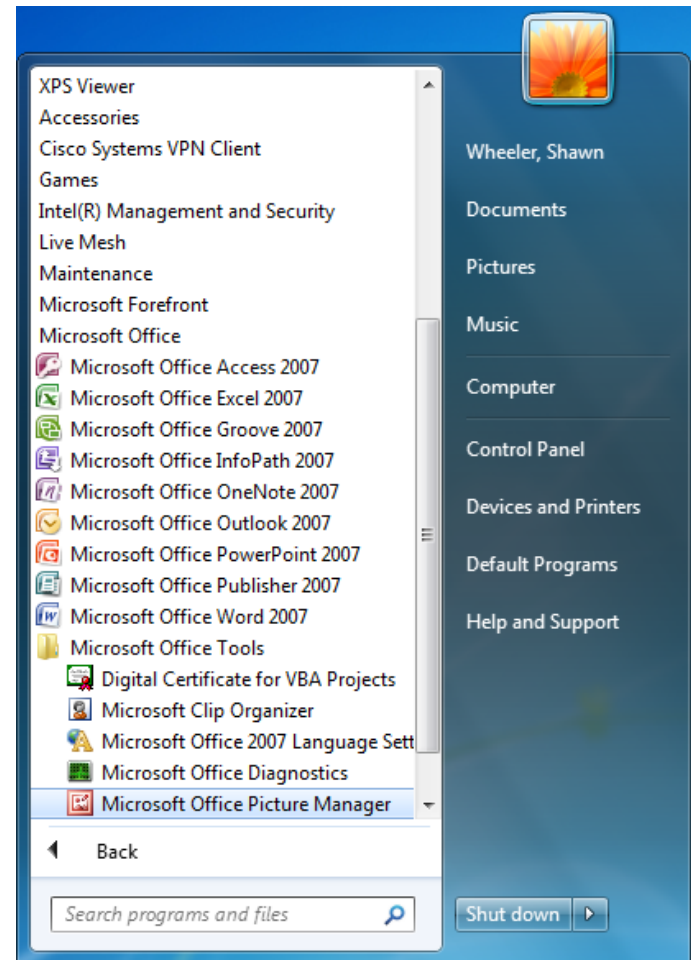 XPS Viewer
Accessories
Cisco Systems VPN Client
Games
Intel(R) Management and Security
Live Mesh
Maintenance
Microsoft Forefront
Microsoft Office
Microsoft Office Access 2007
Microsoft Office Excel 2007
Microsoft Office Groove 2007
Microsoft Office InfoPath 2007
Microsoft Office OneNote 2007
Microsoft Office Outlook 2007
Microsoft Office PowerPoint 2007
Microsoft Office Publisher 2007
Microsoft Office Word 2007
Microsoft Office Tools
Digital Certificate for VBA Projects
Microsoft Clip Organizer
Microsoft Office 2007 Language Sett
Microsoft Office Diagnostics
Microsoft Office Picture Manager
Back
Search programs and files
Wheeler, Shawn
Documents
Pictures
Music
Computer
Control Panel
Devices and Printers
Default Programs
Help and Support
Shut down